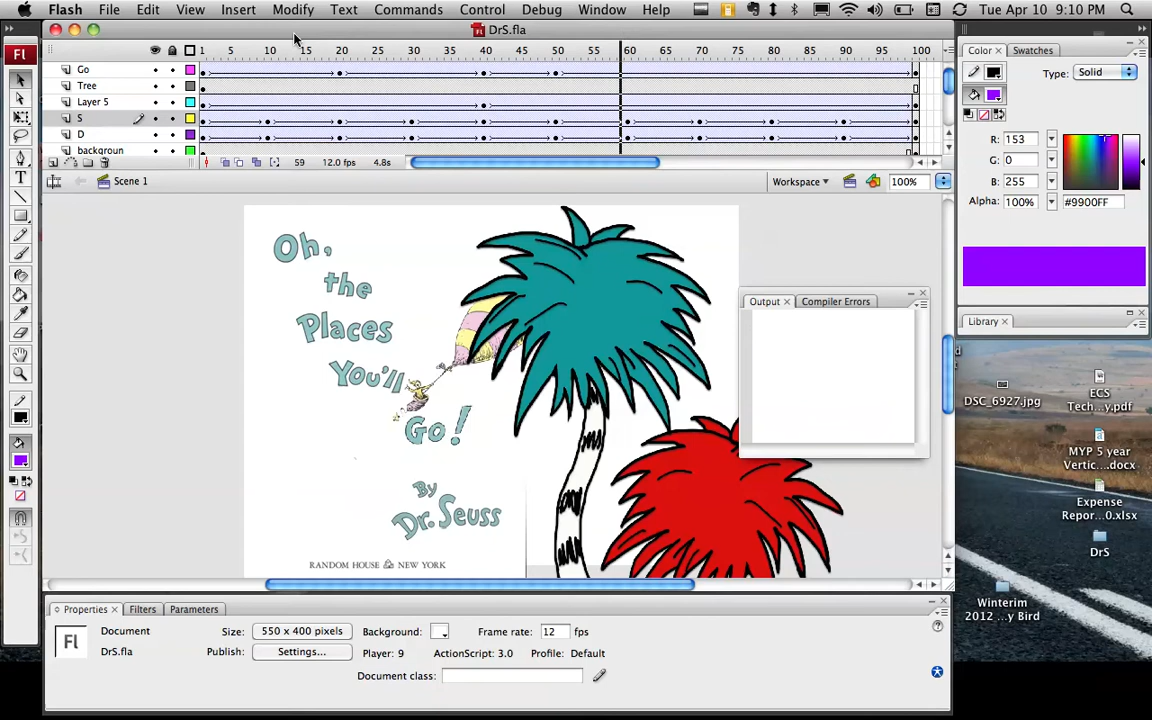 Flash File Edit View Insert Modify Text Commands Control Debug Window Help Tue Apr 10 9:10 PM
DrS.fla
Fl
1 5 10 15 20 25 30 35 40 45 50 55 60 65 70 75 80 85 90 95 100
Go
Tree
Layer 5
S
D
backgroun
59 12.0 fps 4.8s
Scene 1 Workspace 100%
Color Swatches
Type: Solid
R: 153
G: 0
B: 255
Alpha: 100% #9900FF
Library
Output Compiler Errors
Oh,
the
Places
You'll
Go!
By
Dr. Seuss
RANDOM HOUSE NEW YORK
DSC_6927.jpg
ECS
Tech...y.pdf
MYP 5 year
Vertic....docx
Expense
Repor...0.xlsx
DrS
Winterim
2012 ...y Bird
Properties Filters Parameters
Fl
Document
DrS.fla
Size: 550 x 400 pixels Background: Frame rate: 12 fps
Publish: Settings... Player: 9 ActionScript: 3.0 Profile: Default
Document class: